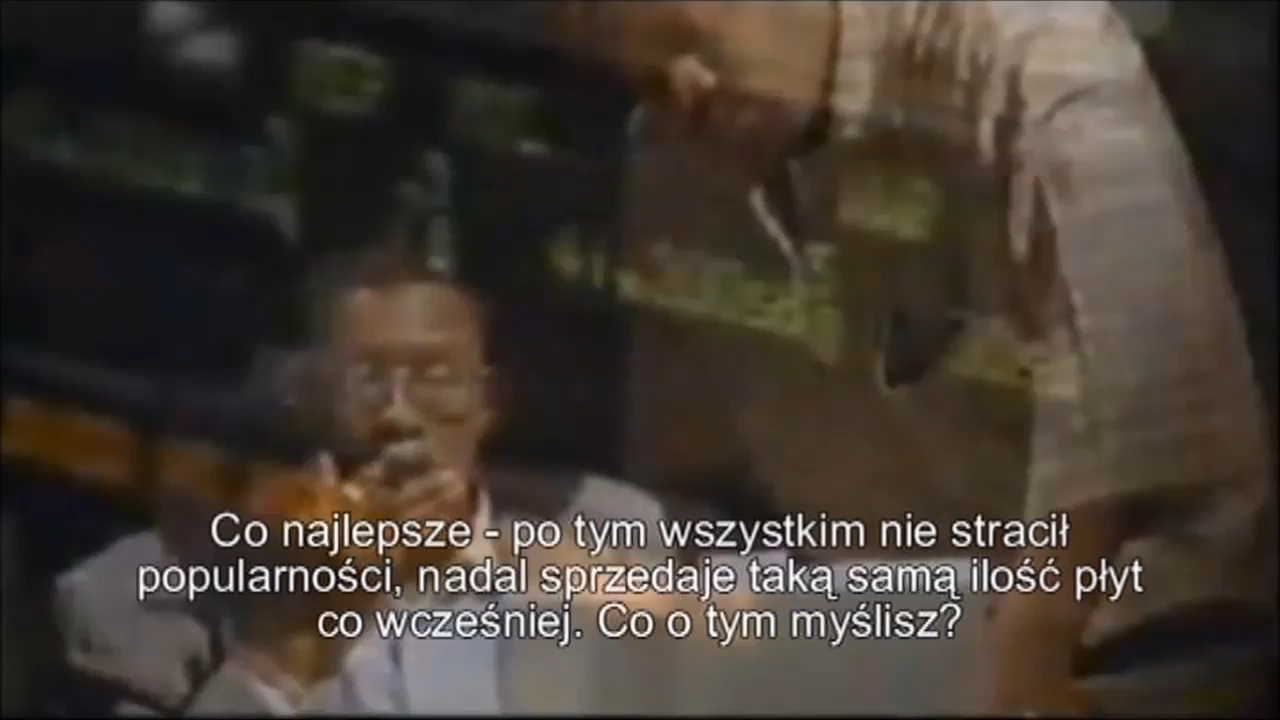 Co najlepsze - po tym wszystkim nie stracił
popularności, nadal sprzedaje taką samą ilość płyt
co wcześniej. Co o tym myślisz?